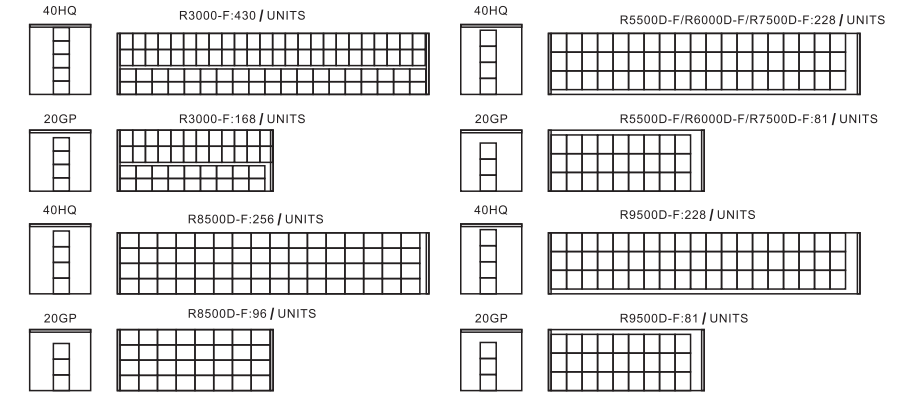 40HQ
R3000-F:430 / UNITS
40HQ
R5500D-F/R6000D-F/R7500D-F:228 / UNITS
20GP
R3000-F:168 / UNITS
20GP
R5500D-F/R6000D-F/R7500D-F:81 / UNITS
40HQ
R8500D-F:256 / UNITS
40HQ
R9500D-F:228 / UNITS
20GP
R8500D-F:96 / UNITS
20GP
R9500D-F:81 / UNITS